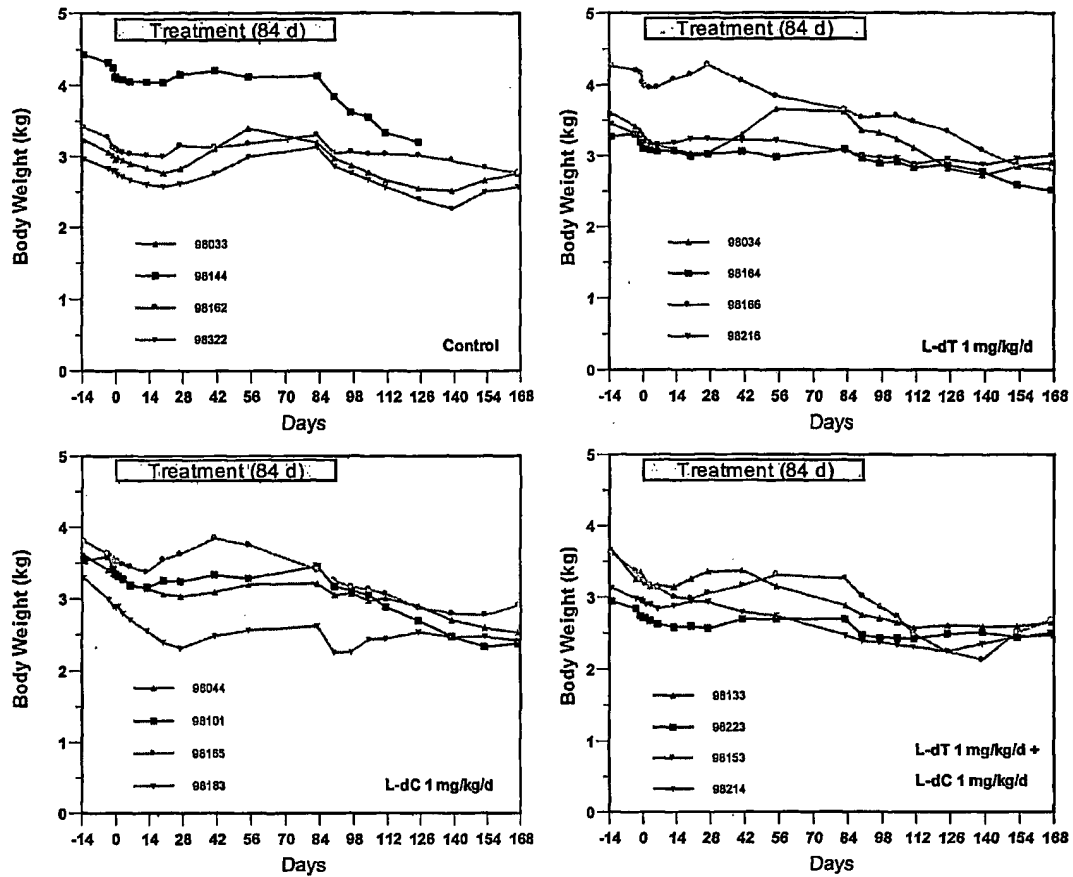 Treatment (84 d)
5
4
3
2
1
0
Body Weight (kg)
98033
98144
98162
98322
Control
-14 0 14 28 42 56 70 84 98 112 126 140 154 168
Days
Treatment (84 d)
5
4
3
2
1
0
Body Weight (kg)
98034
98164
98166
98216
L-dT 1 mg/kg/d
-14 0 14 28 42 56 70 84 98 112 126 140 154 168
Days
Treatment (84 d)
5
4
3
2
1
0
Body Weight (kg)
98044
98101
98165
98183
L-dC 1 mg/kg/d
-14 0 14 28 42 56 70 84 98 112 126 140 154 168
Days
Treatment (84 d)
5
4
3
2
1
0
Body Weight (kg)
98133
98223
98153
98214
L-dT 1 mg/kg/d +
L-dC 1 mg/kg/d
-14 0 14 28 42 56 70 84 98 112 126 140 154 168
Days